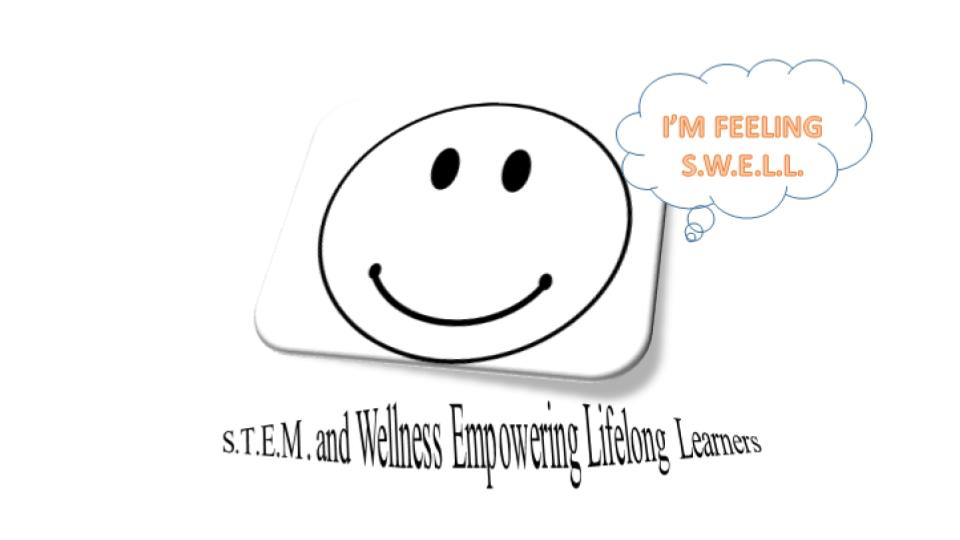 I'M FEELING
S.W.E.L.L.
S.T.E.M. and Wellness Empowering Lifelong Learners